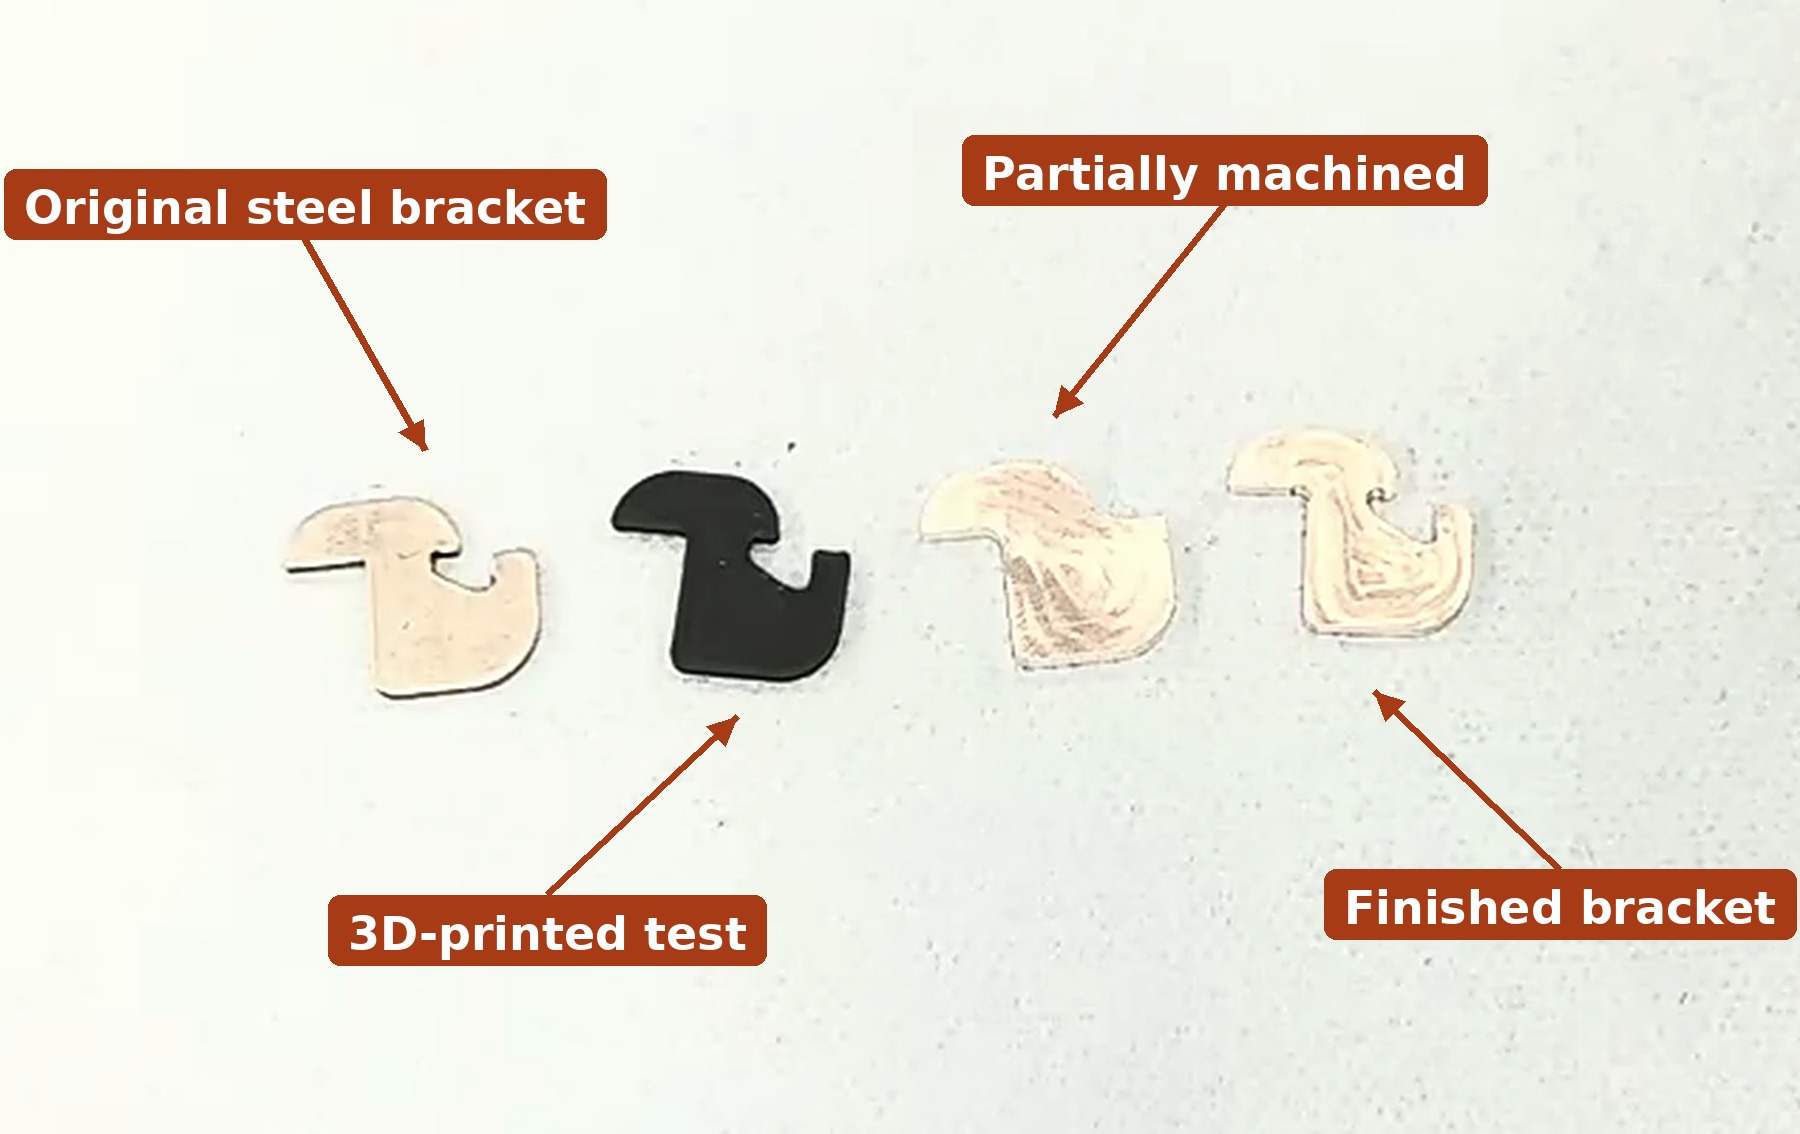 Partially machined
Original steel bracket
Finished bracket
3D-printed test